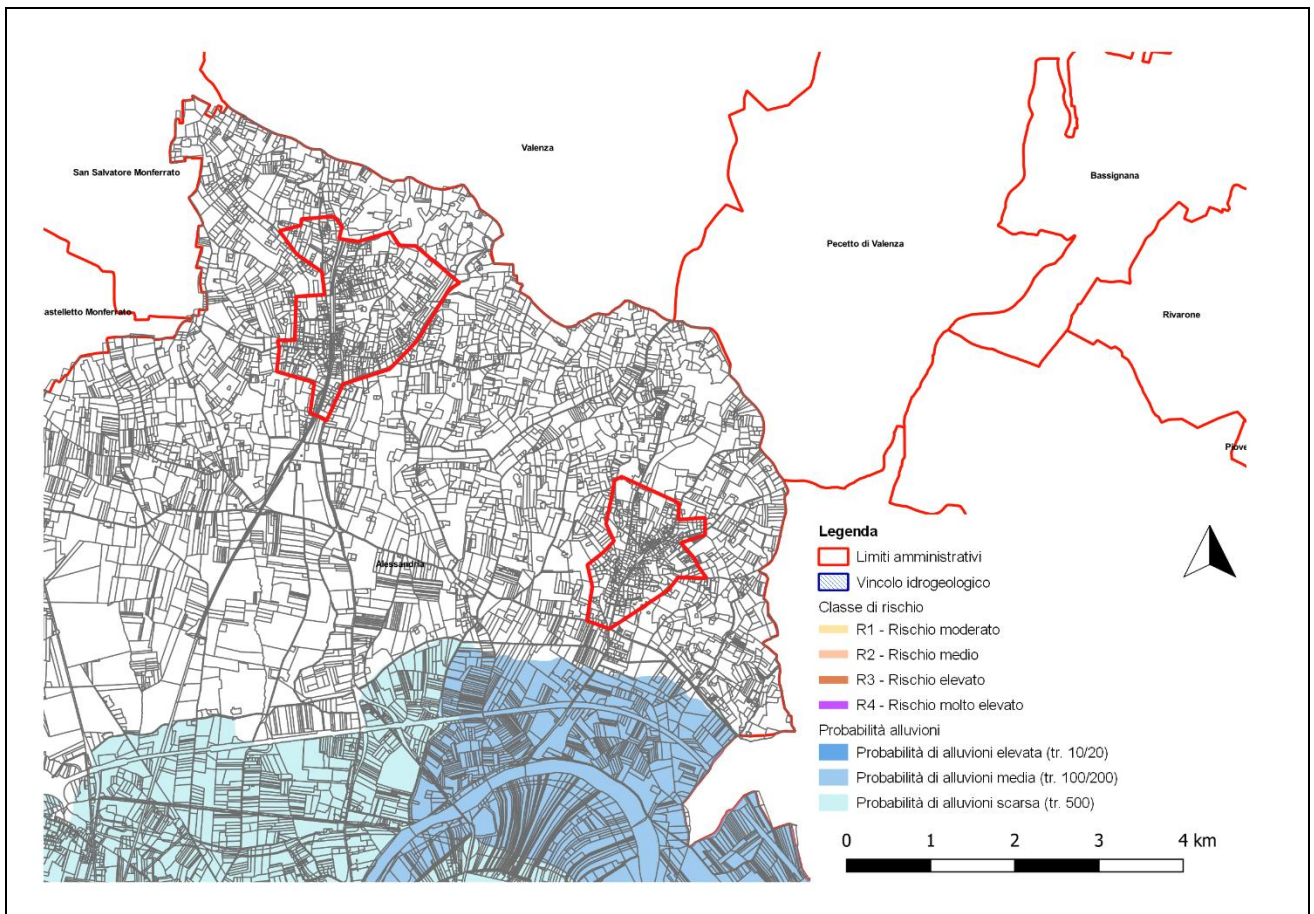 Valenza
San Salvatore Monferrato
Bassignana
Pecetto di Valenza
astelletto Monferrato
Rivarone
Piove
Alessandria
Legenda
Limiti amministrativi
Vincolo idrogeologico
Classe di rischio
R1 - Rischio moderato
R2 - Rischio medio
R3 - Rischio elevato
R4 - Rischio molto elevato
Probabilità alluvioni
Probabilità di alluvioni elevata (tr. 10/20)
Probabilità di alluvioni media (tr. 100/200)
Probabilità di alluvioni scarsa (tr. 500)
0 1 2 3 4 km